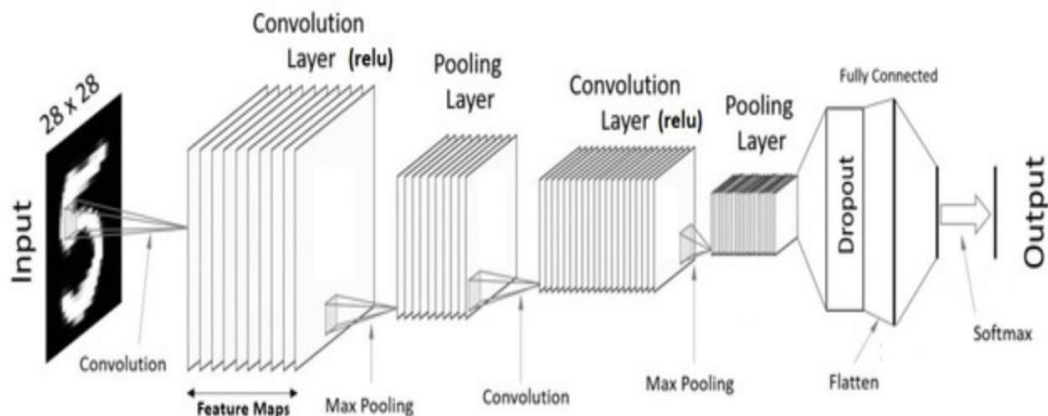 Convolution
Layer (relu)
Pooling
Layer
Convolution
Layer (relu)
Pooling
Layer
Fully Connected
28 x 28
Input
Dropout
Output
Convolution
Feature Maps
Max Pooling
Convolution
Max Pooling
Flatten
Softmax